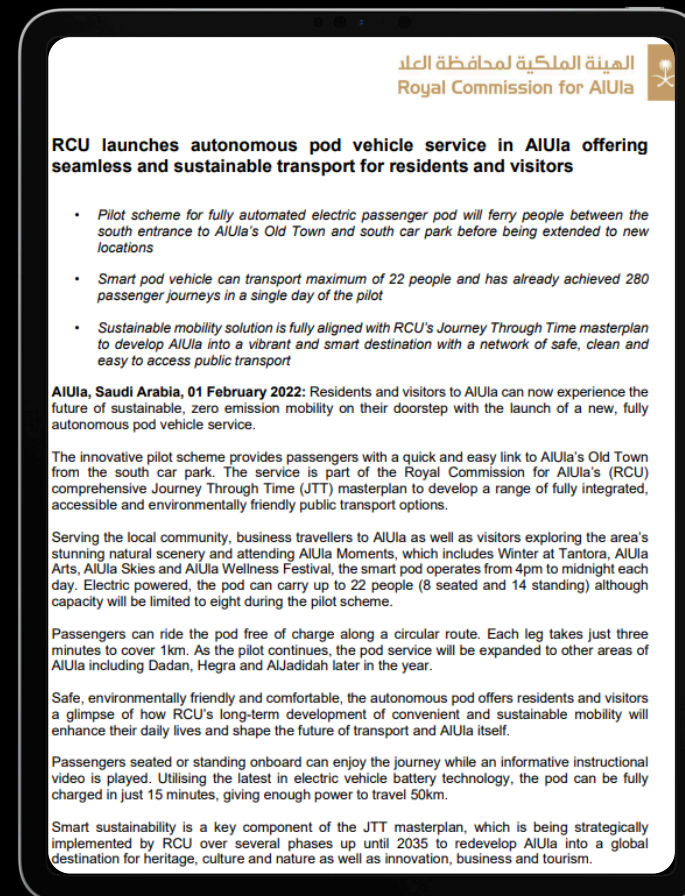 الهيئة الملكية لمحافظة العلا
Royal Commission for AlUla
RCU launches autonomous pod vehicle service in AlUla offering
seamless and sustainable transport for residents and visitors
• Pilot scheme for fully automated electric passenger pod will ferry people between the
south entrance to AlUla's Old Town and south car park before being extended to new
locations
• Smart pod vehicle can transport maximum of 22 people and has already achieved 280
passenger journeys in a single day of the pilot
• Sustainable mobility solution is fully aligned with RCU's Journey Through Time masterplan
to develop AlUla into a vibrant and smart destination with a network of safe, clean and
easy to access public transport
AlUla, Saudi Arabia, 01 February 2022: Residents and visitors to AlUla can now experience the
future of sustainable, zero emission mobility on their doorstep with the launch of a new, fully
autonomous pod vehicle service.
The innovative pilot scheme provides passengers with a quick and easy link to AlUla's Old Town
from the south car park. The service is part of the Royal Commission for AlUla's (RCU)
comprehensive Journey Through Time (JTT) masterplan to develop a range of fully integrated,
accessible and environmentally friendly public transport options.
Serving the local community, business travellers to AlUla as well as visitors exploring the area's
stunning natural scenery and attending AlUla Moments, which includes Winter at Tantora, AlUla
Arts, AlUla Skies and AlUla Wellness Festival, the smart pod operates from 4pm to midnight each
day. Electric powered, the pod can carry up to 22 people (8 seated and 14 standing) although
capacity will be limited to eight during the pilot scheme.
Passengers can ride the pod free of charge along a circular route. Each leg takes just three
minutes to cover 1km. As the pilot continues, the pod service will be expanded to other areas of
AlUla including Dadan, Hegra and AlJadidah later in the year.
Safe, environmentally friendly and comfortable, the autonomous pod offers residents and visitors
a glimpse of how RCU's long-term development of convenient and sustainable mobility will
enhance their daily lives and shape the future of transport and AlUla itself.
Passengers seated or standing onboard can enjoy the journey while an informative instructional
video is played. Utilising the latest in electric vehicle battery technology, the pod can be fully
charged in just 15 minutes, giving enough power to travel 50km.
Smart sustainability is a key component of the JTT masterplan, which is being strategically
implemented by RCU over several phases up until 2035 to redevelop AlUla into a global
destination for heritage, culture and nature as well as innovation, business and tourism.